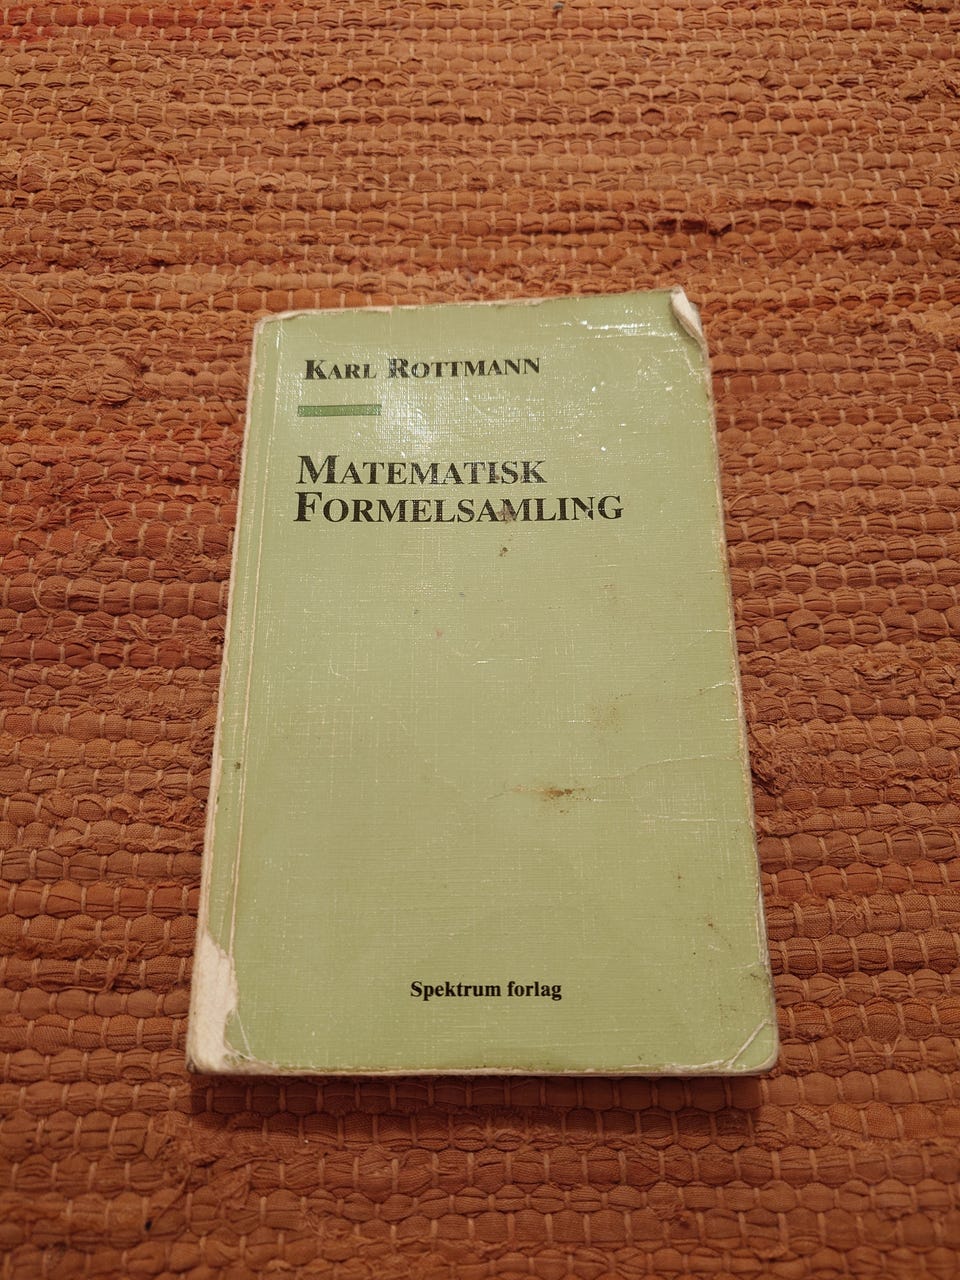 Karl Rottmann
Matematisk
Formelsamling
Spektrum forlag